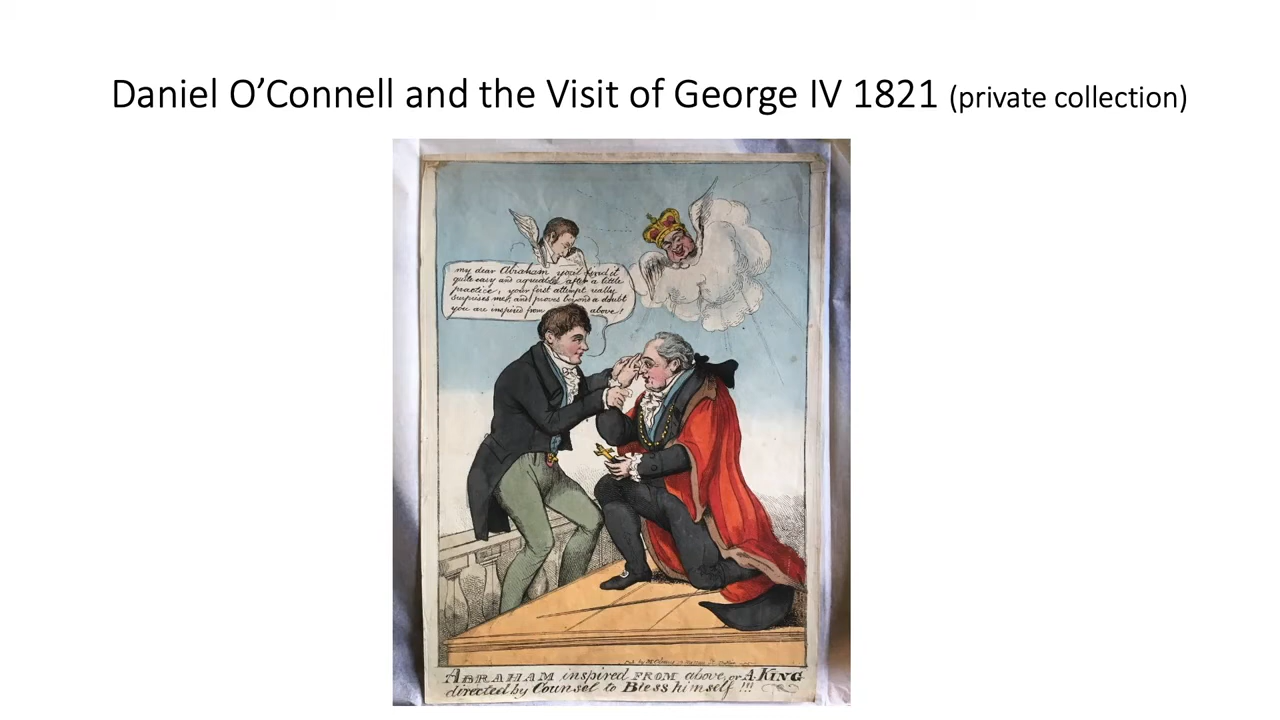 Daniel O’Connell and the Visit of George IV 1821 (private collection)
my dear Abraham you'l find it
quite easy and agreeable after a little
practice, your first attempt really
surprises me, and proves beyond a doubt
you are inspired from above!
ABRAHAM inspired FROM above, or A KING
directed by Counsel to Bless himself !!!